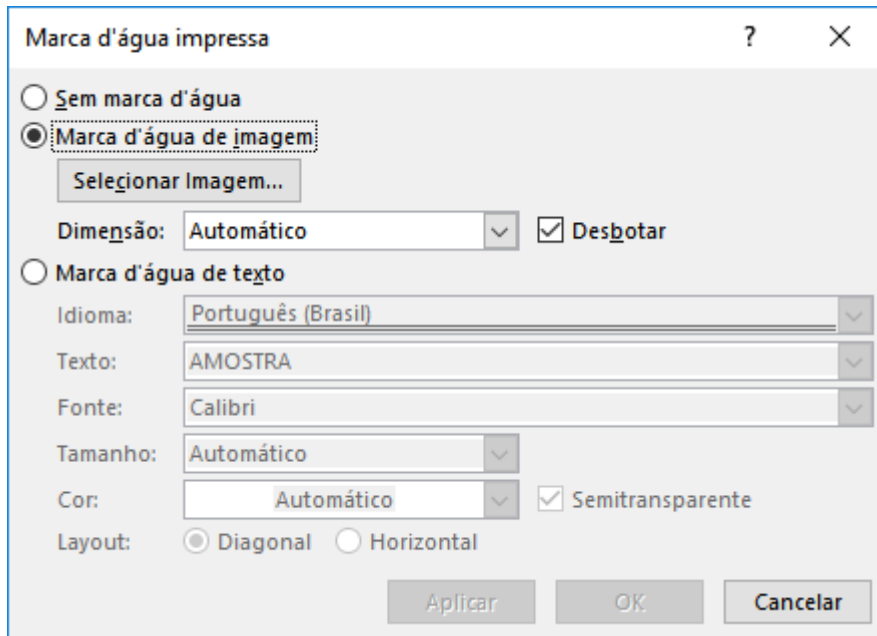 Marca d'água impressa ?
Sem marca d'água
Marca d'água de imagem
Selecionar Imagem...
Dimensão: Automático Desbotar
Marca d'água de texto
Idioma: Português (Brasil)
Texto: AMOSTRA
Fonte: Calibri
Tamanho: Automático
Cor: Automático Semitransparente
Layout: Diagonal Horizontal
Aplicar OK Cancelar